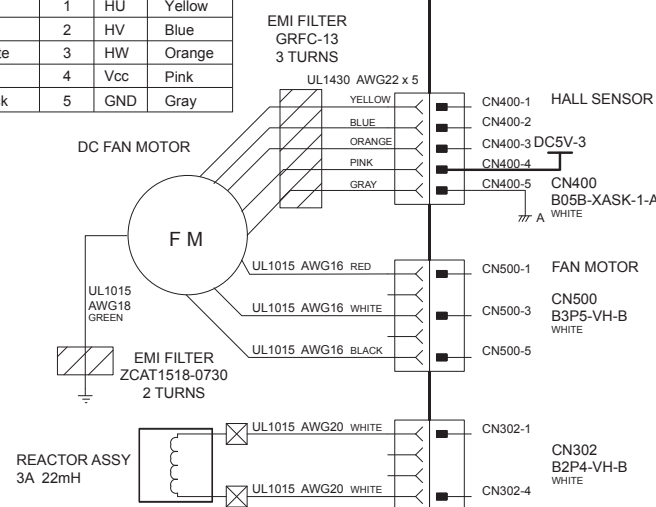 1 HU Yellow
2 HV Blue
3 HW Orange
4 Vcc Pink
5 GND Gray
EMI FILTER
GRFC-13
3 TURNS
UL1430 AWG22 x 5
DC FAN MOTOR
YELLOW
BLUE
ORANGE
PINK
GRAY
CN400-1
CN400-2
CN400-3
CN400-4
CN400-5
HALL SENSOR
DC5V-3
CN400
B05B-XASK-1-A
WHITE
A
F M
UL1015
AWG18
GREEN
EMI FILTER
ZCAT1518-0730
2 TURNS
UL1015 AWG16 RED
UL1015 AWG16 WHITE
UL1015 AWG16 BLACK
CN500-1
CN500-3
CN500-5
FAN MOTOR
CN500
B3P5-VH-B
WHITE
REACTOR ASSY
3A 22mH
UL1015 AWG20 WHITE
UL1015 AWG20 WHITE
CN302-1
CN302-4
CN302
B2P4-VH-B
WHITE